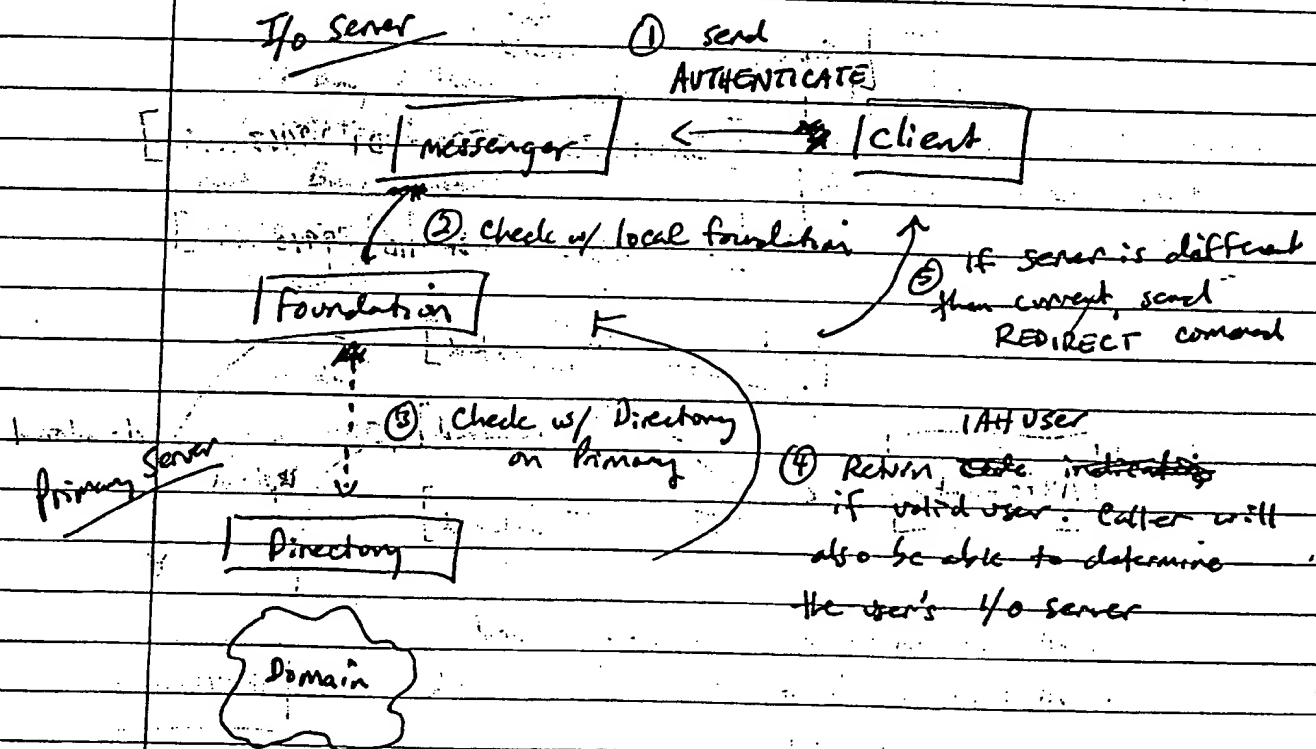 I/O Server
① send
AUTHENTICATE
messenger
client
② check w/ local foundation
Foundation
⑤ If server is different
then current, send
REDIRECT command
③ Check w/ Directory
on Primary
Primary Server
IAHUser
④ Return
if valid user. Caller will
also be able to determine
the user's I/O server
Directory
Domain